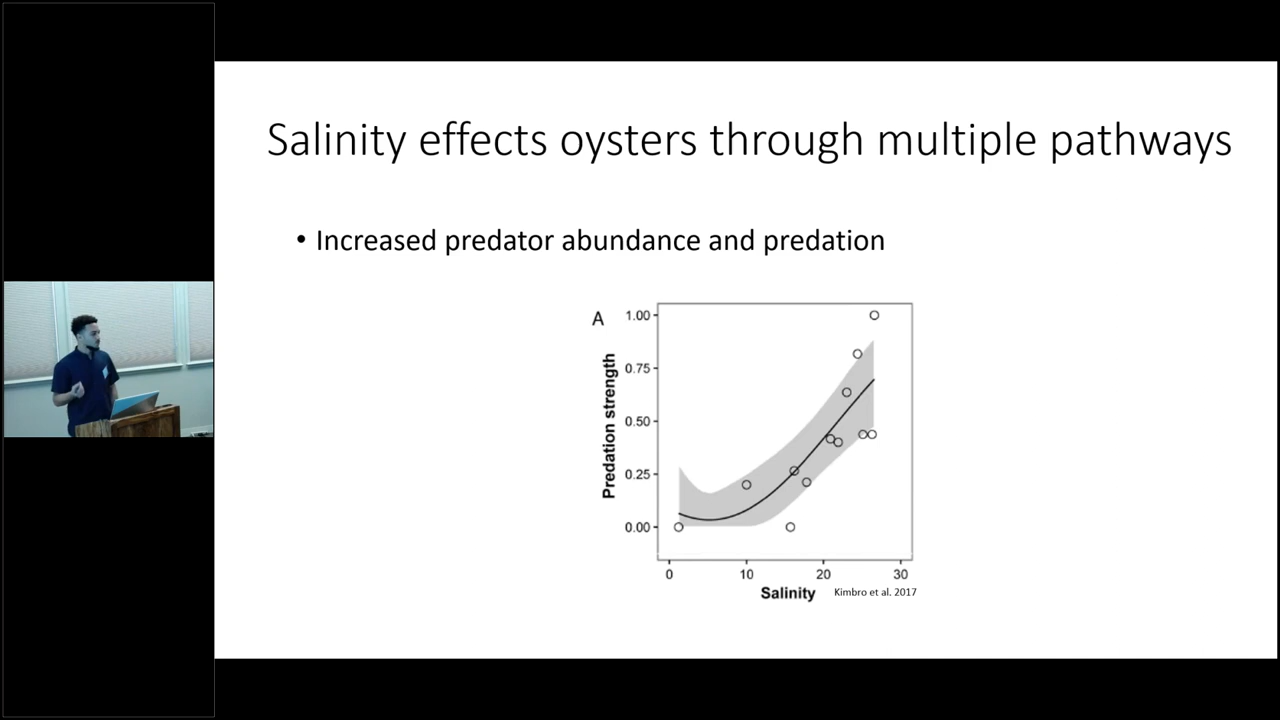 Salinity effects oysters through multiple pathways
• Increased predator abundance and predation
A
1.00
0.75
0.50
0.25
0.00
Predation strength
0 10 20 30
Salinity
Kimbro et al. 2017